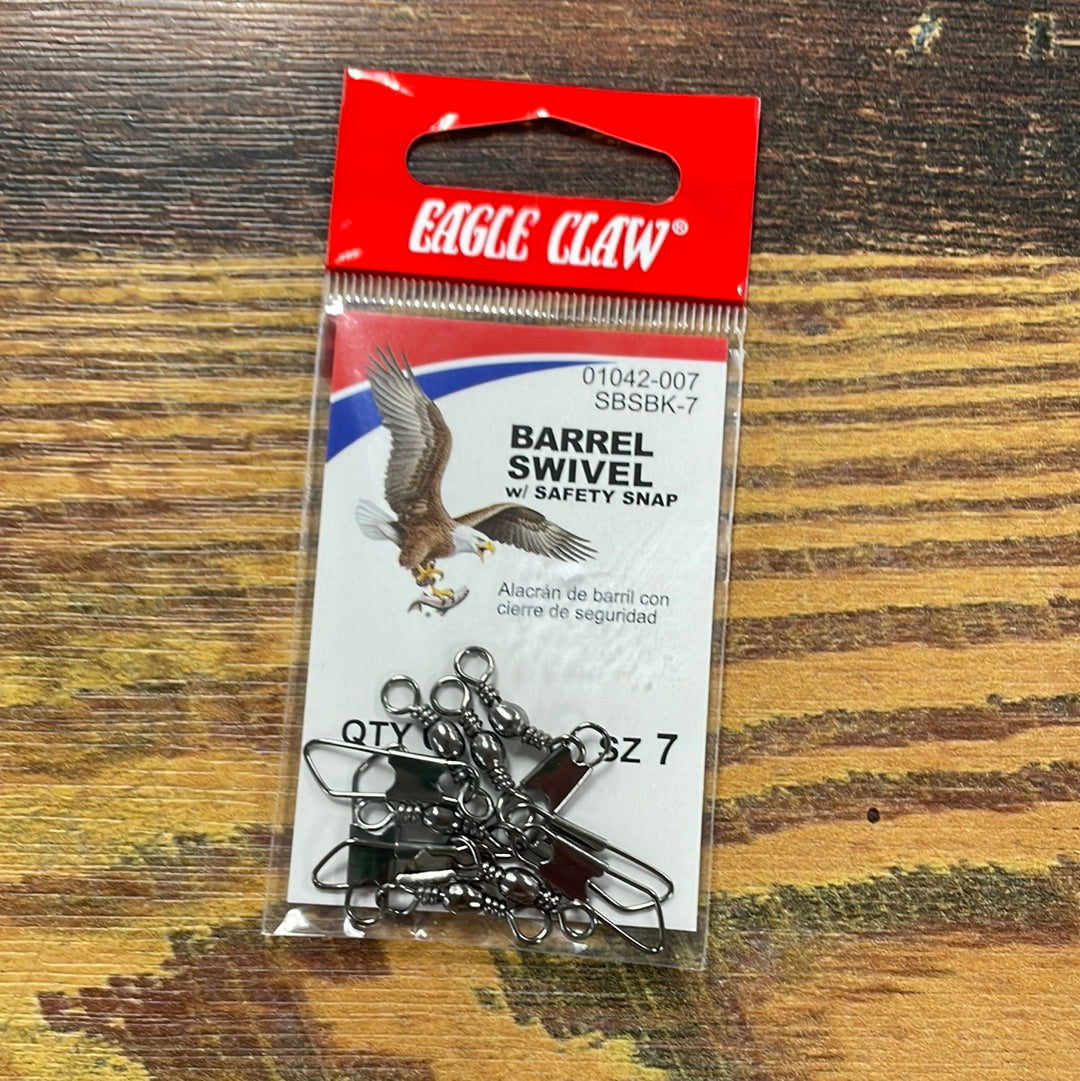 EAGLE CLAW®
01042-007
SBSBK-7
BARREL
SWIVEL
w/ SAFETY SNAP
Alacrán de barril con
cierre de seguridad
QTY
SZ 7